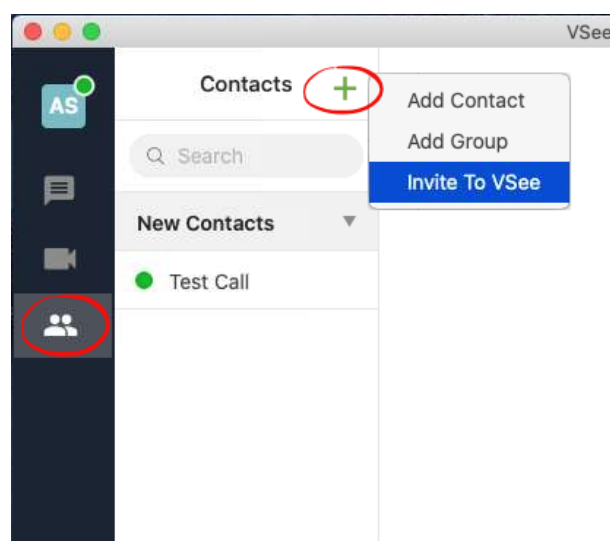 VSee
AS
Contacts +
Add Contact
Add Group
Invite To VSee
Search
New Contacts
Test Call